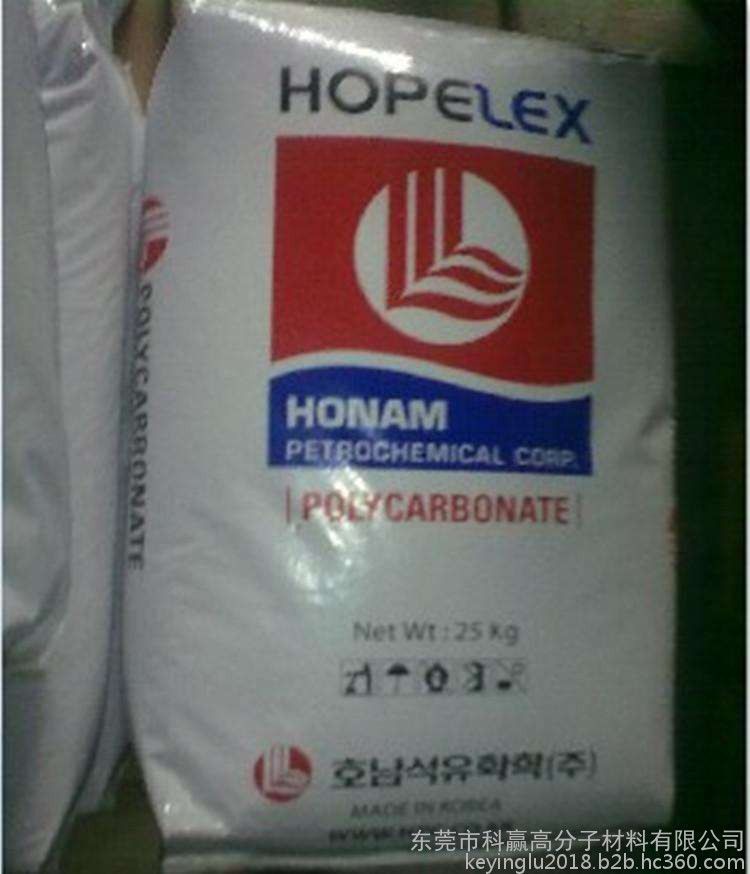 HOPELEX
HONAM
PETROCHEMICAL CORP.
POLYCARBONATE
POLYCARBONATE
Net Wt : 25 kg
호남석유화학(주)
MADE IN KOREA
东莞市科赢高分子材料有限公司
keyinglu2018.b2b.hc360.com